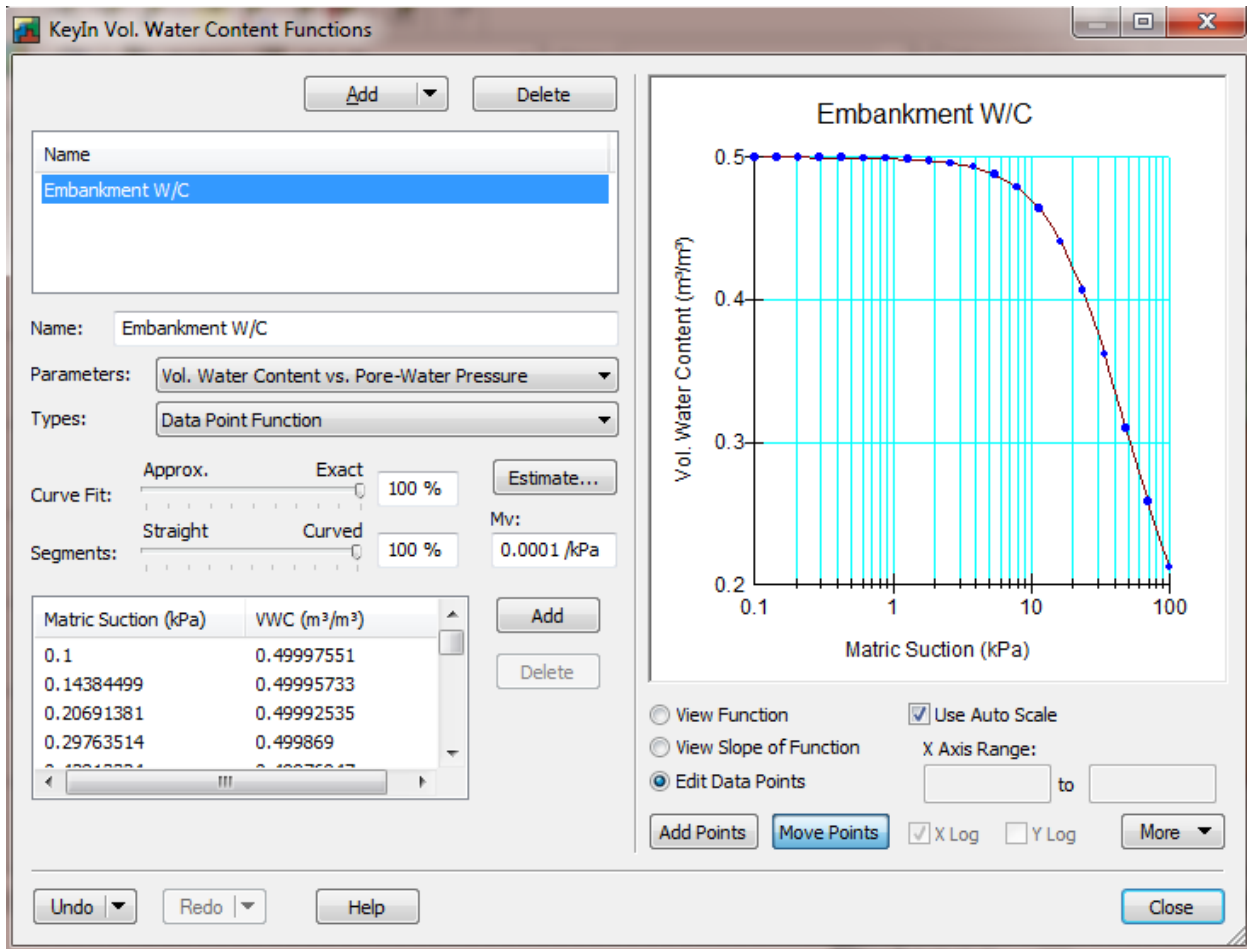 KeyIn Vol. Water Content Functions
Add
Delete
Name
Embankment W/C
Name:
Embankment W/C
Parameters:
Vol. Water Content vs. Pore-Water Pressure
Types:
Data Point Function
Approx.
Exact
Curve Fit:
100 %
Estimate...
Straight
Curved
Mv:
Segments:
100 %
0.0001 /kPa
Matric Suction (kPa)
VWC (m³/m³)
0.1
0.49997551
0.14384499
0.49995733
0.20691381
0.49992535
0.29763514
0.499869
Add
Delete
Embankment W/C
Vol. Water Content (m³/m³)
0.5
0.4
0.3
0.2
0.1
1
10
100
Matric Suction (kPa)
View Function
Use Auto Scale
View Slope of Function
X Axis Range:
Edit Data Points
to
Add Points
Move Points
X Log
Y Log
More
Undo
Redo
Help
Close